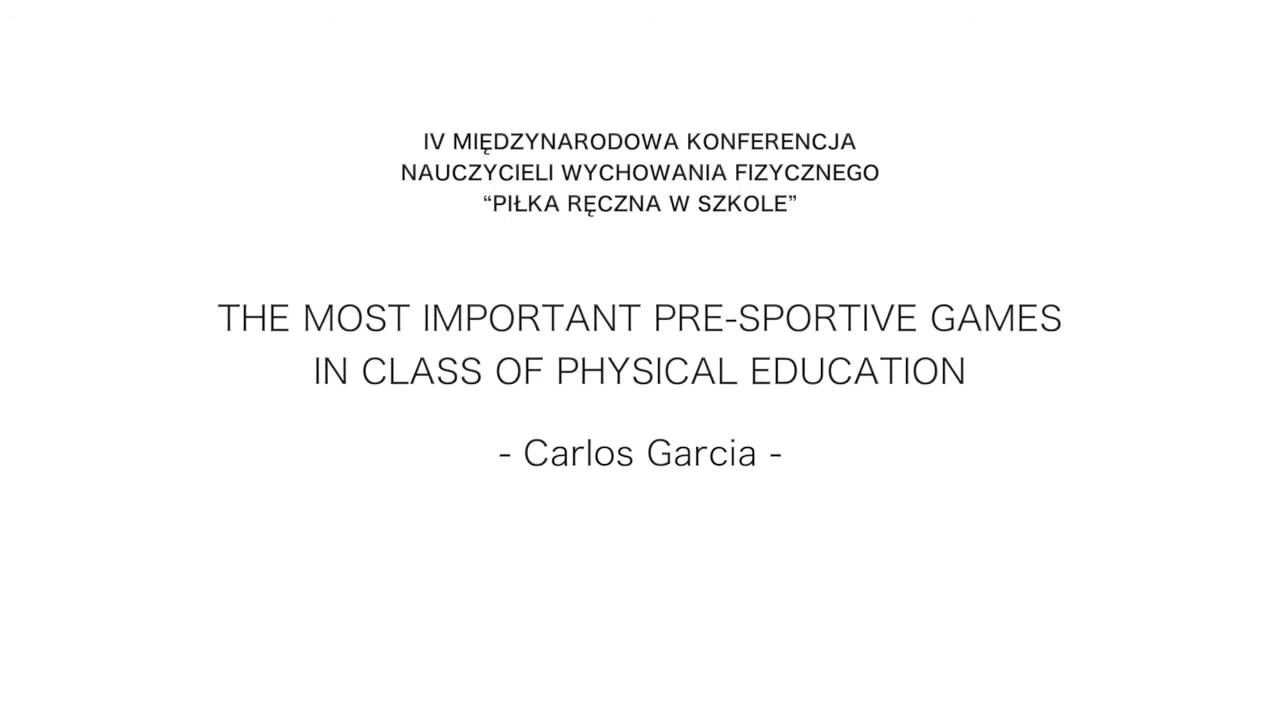 IV MIĘDZYNARODOWA KONFERENCJA
NAUCZYCIELI WYCHOWANIA FIZYCZNEGO
“PIŁKA RĘCZNA W SZKOLE”
THE MOST IMPORTANT PRE-SPORTIVE GAMES
IN CLASS OF PHYSICAL EDUCATION
- Carlos Garcia -